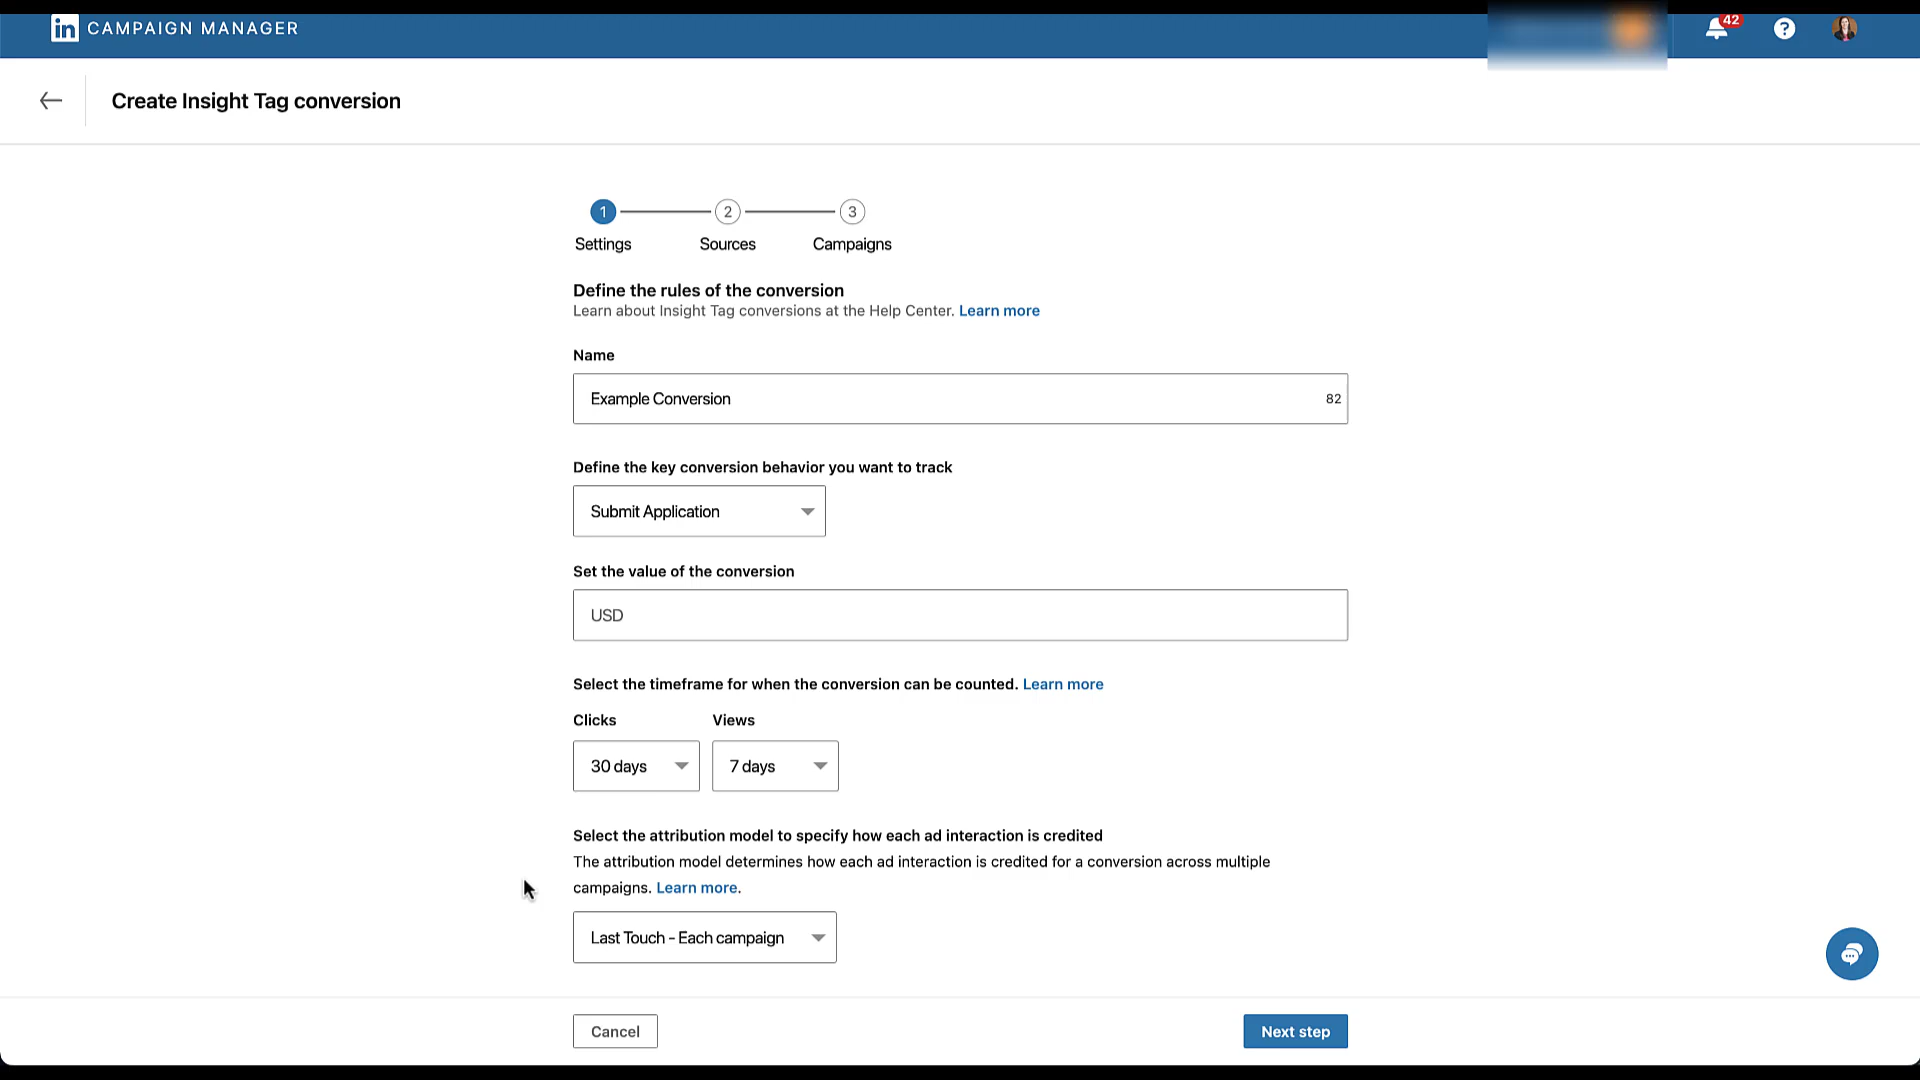 in CAMPAIGN MANAGER
42
?
Create Insight Tag conversion
1 2 3
Settings Sources Campaigns
Define the rules of the conversion
Learn about Insight Tag conversions at the Help Center. Learn more
Name
Example Conversion 82
Define the key conversion behavior you want to track
Submit Application
Set the value of the conversion
USD
Select the timeframe for when the conversion can be counted. Learn more
Clicks Views
30 days 7 days
Select the attribution model to specify how each ad interaction is credited
The attribution model determines how each ad interaction is credited for a conversion across multiple
campaigns. Learn more.
Last Touch - Each campaign
Cancel Next step